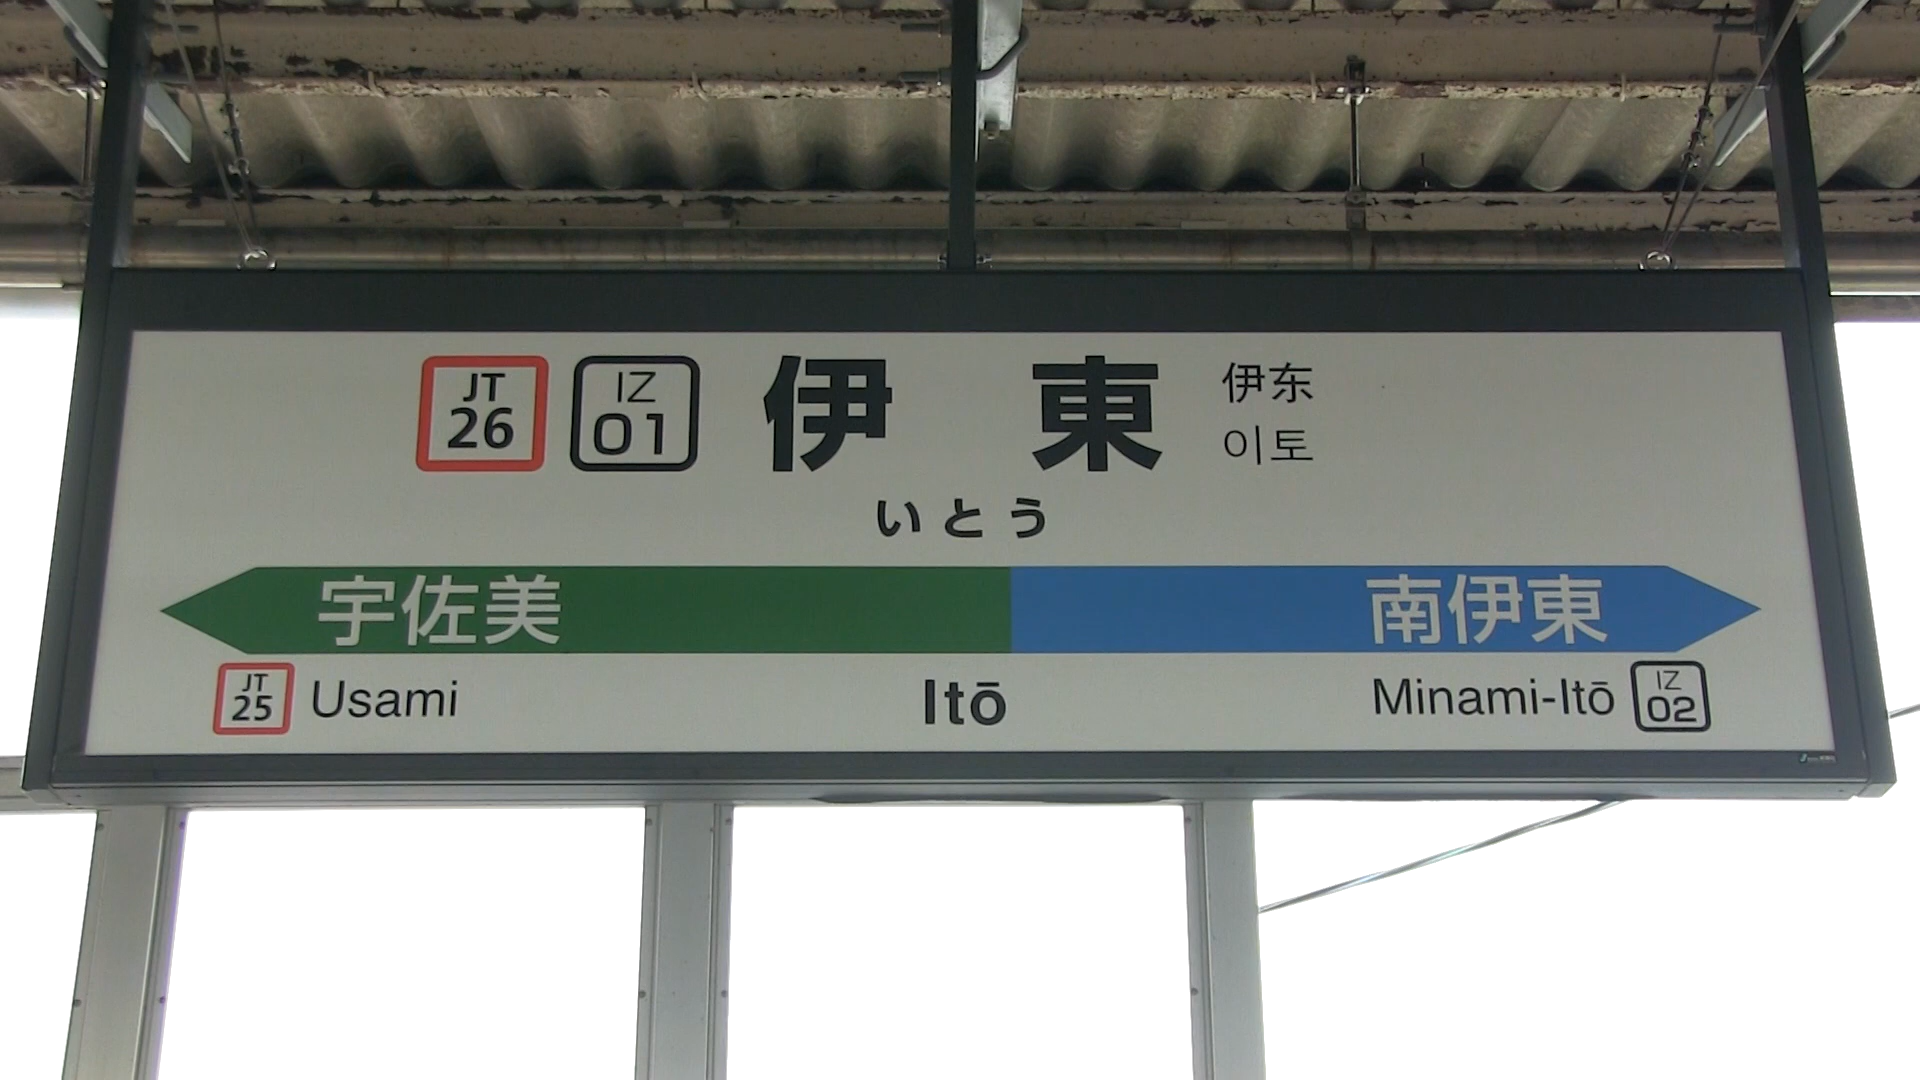 JT 26 IZ 01 伊東 伊东
이토
いとう
宇佐美 南伊東
JT 25 Usami Itō Minami-Itō IZ 02